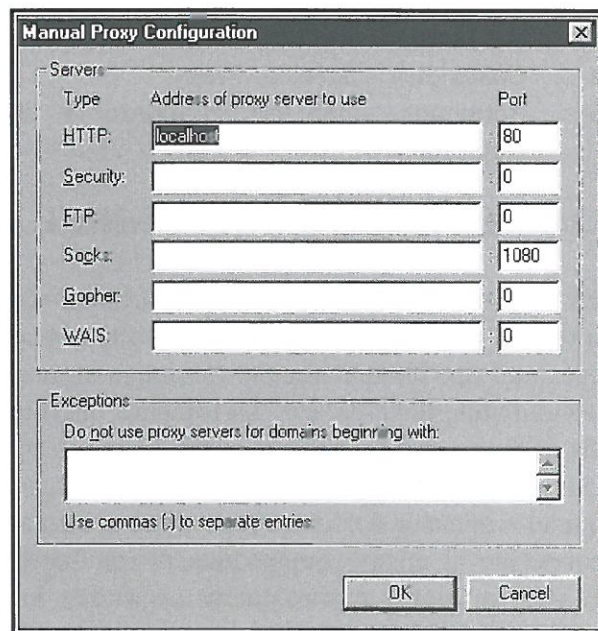 Manual Proxy Configuration
Servers
Type Address of proxy server to use Port
HTTP: localhost : 80
Security: : 0
FTP : 0
Socks: : 1080
Gopher: : 0
WAIS: : 0
Exceptions
Do not use proxy servers for domains beginning with:
Use commas (,) to separate entries.
OK Cancel